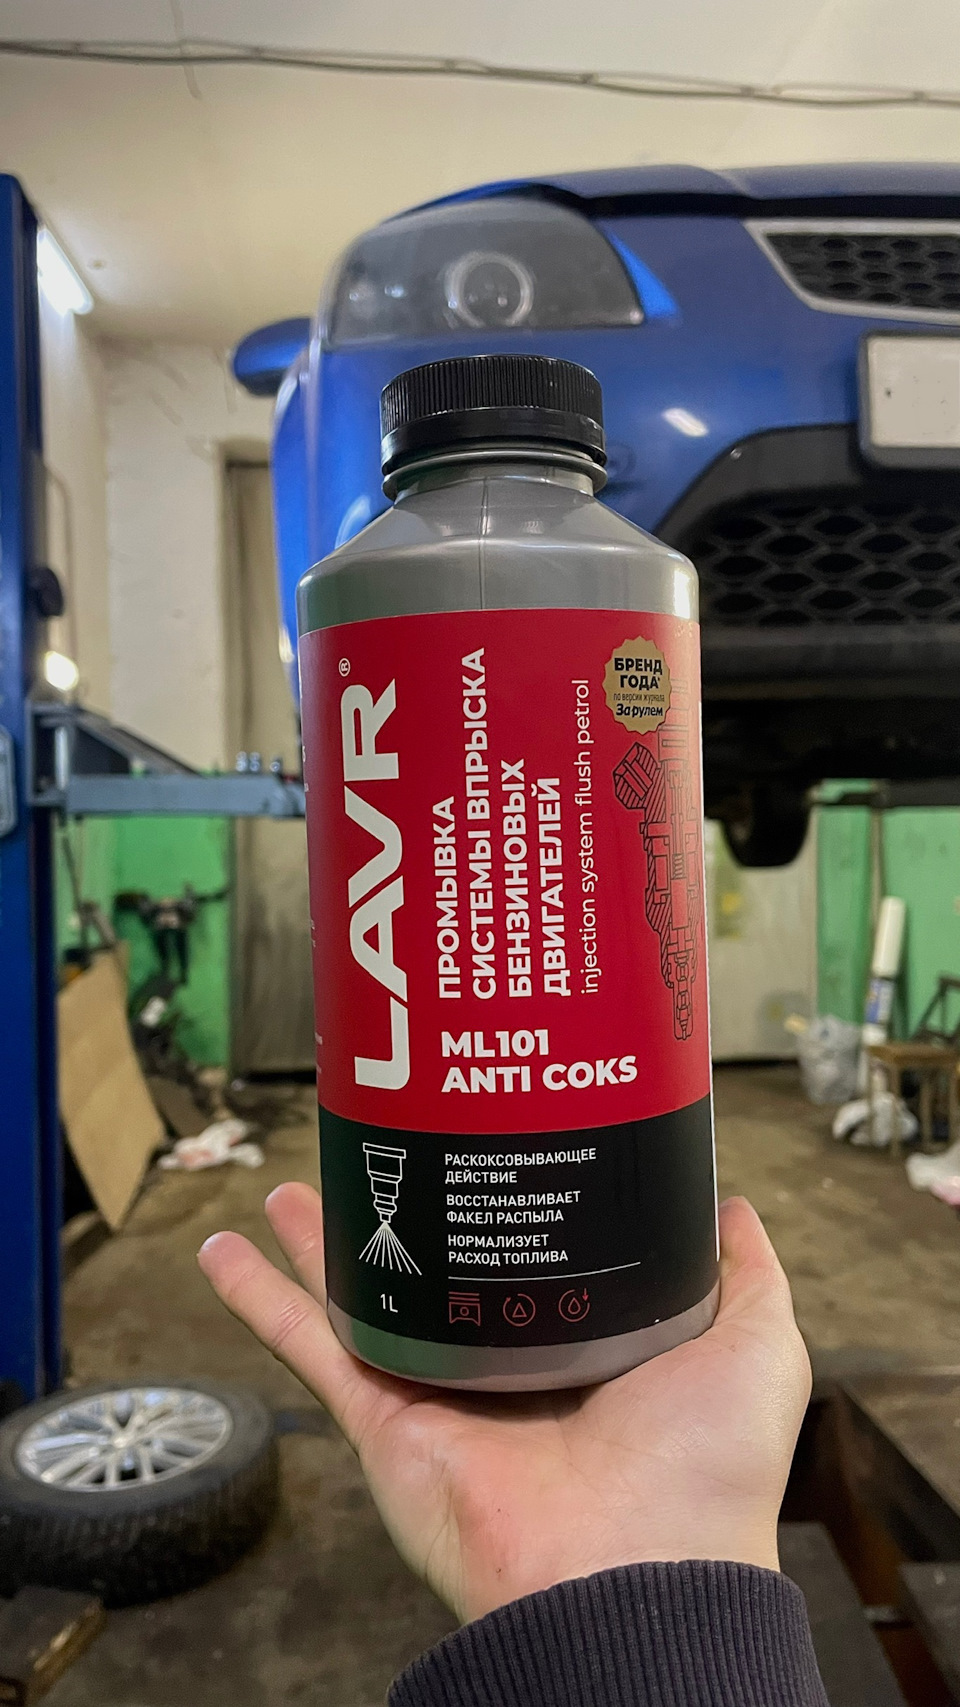 LAVR®
ПРОМЫВКА
СИСТЕМЫ ВПРЫСКА
БЕНЗИНОВЫХ
ДВИГАТЕЛЕЙ
injection system flush petrol
БРЕНД
ГОДА*
по версии журнала
За рулем
ML101
ANTI COKS
РАСКОКСОВЫВАЮЩЕЕ
ДЕЙСТВИЕ
ВОССТАНАВЛИВАЕТ
ФАКЕЛ РАСПЫЛА
НОРМАЛИЗУЕТ
РАСХОД ТОПЛИВА
1L